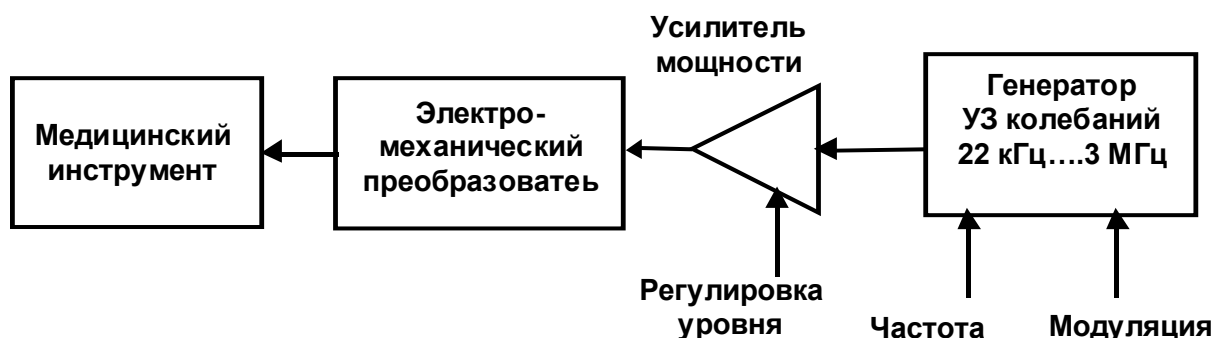 Усилитель
мощности
Медицинский
инструмент
Электро-
механический
преобразоватеь
Генератор
УЗ колебаний
22 кГц....3 МГц
Регулировка
уровня
Частота
Модуляция